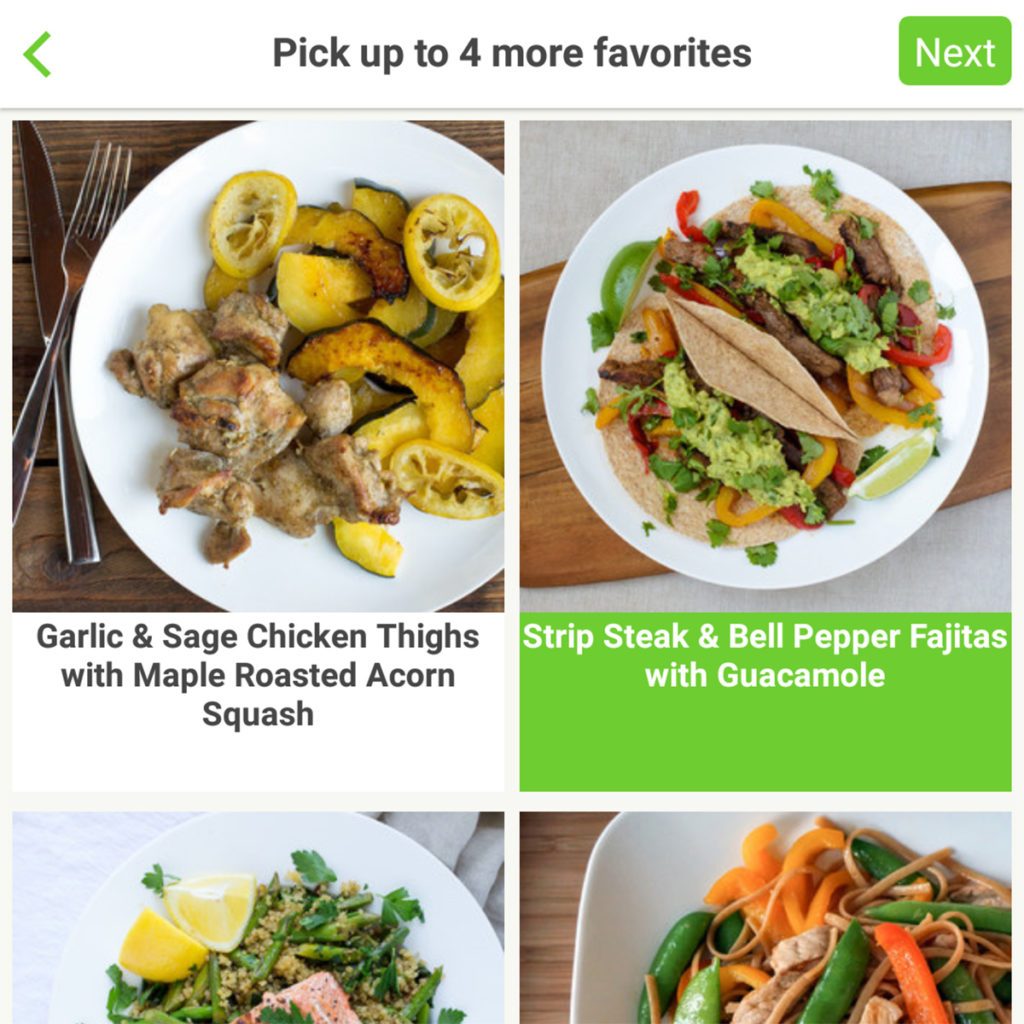 Pick up to 4 more favorites
Next
Garlic & Sage Chicken Thighs
with Maple Roasted Acorn
Squash
Strip Steak & Bell Pepper Fajitas
with Guacamole